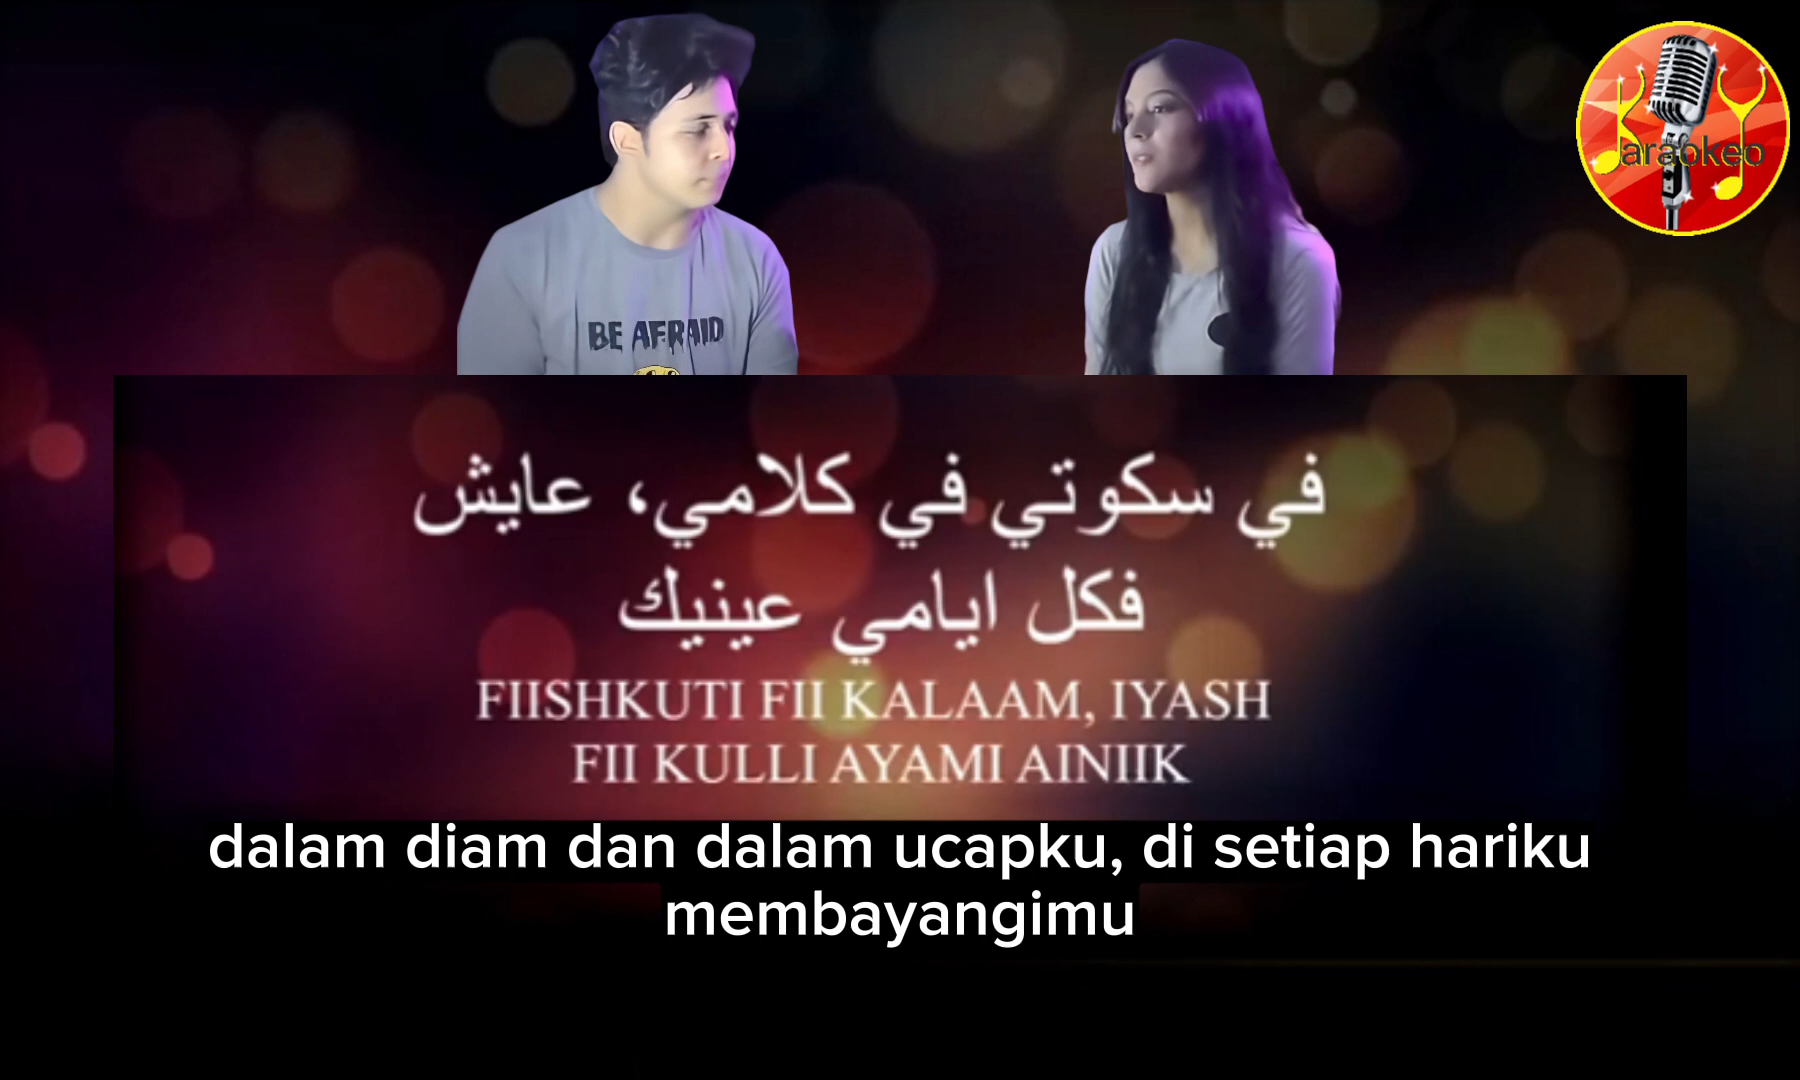 BE AFRAID
Karaokeo
في سكوتي في كلامي، عايش
فكل ايامي عينيك
FIISHKUTI FII KALAAM, IYASH
FII KULLI AYAMI AINIIK
dalam diam dan dalam ucapku, di setiap hariku
membayangimu